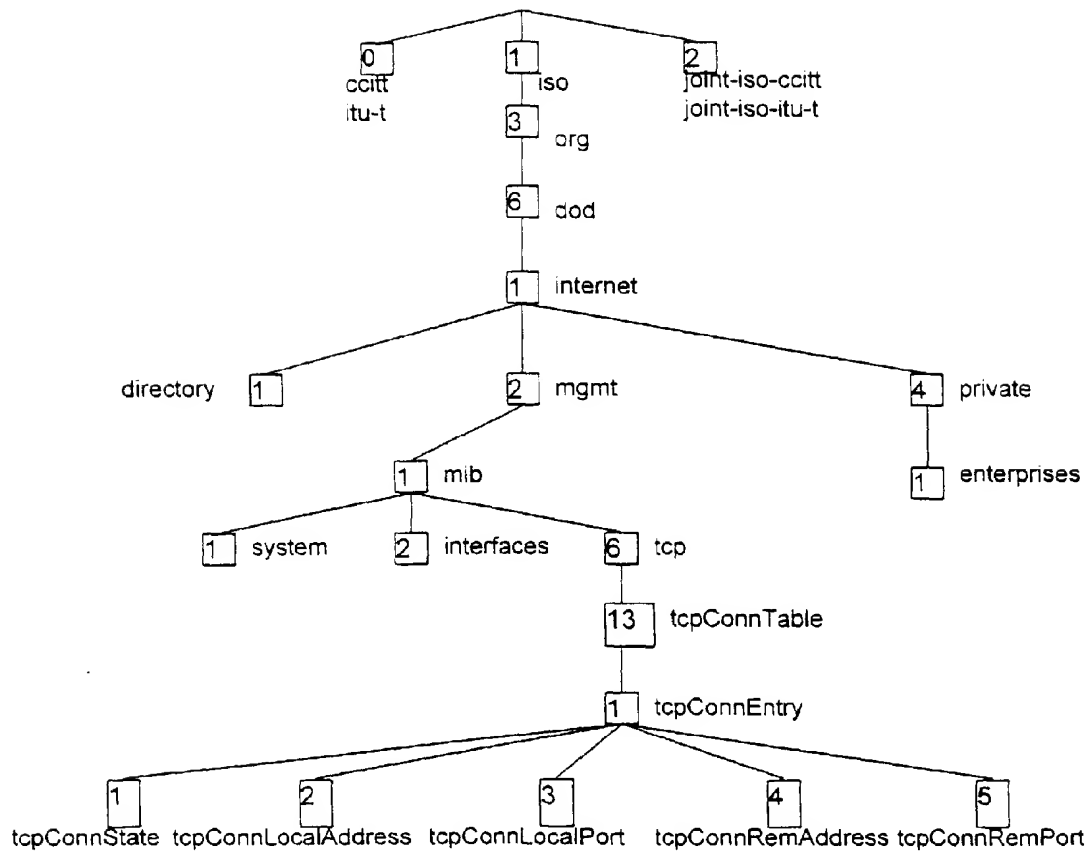 0 1 2
ccitt iso joint-iso-ccitt
itu-t joint-iso-itu-t
3 org
6 dod
1 internet
directory 1 2 mgmt 4 private
1 mib 1 enterprises
1 system 2 interfaces 6 tcp
13 tcpConnTable
1 tcpConnEntry
1 2 3 4 5
tcpConnState tcpConnLocalAddress tcpConnLocalPort tcpConnRemAddress tcpConnRemPort